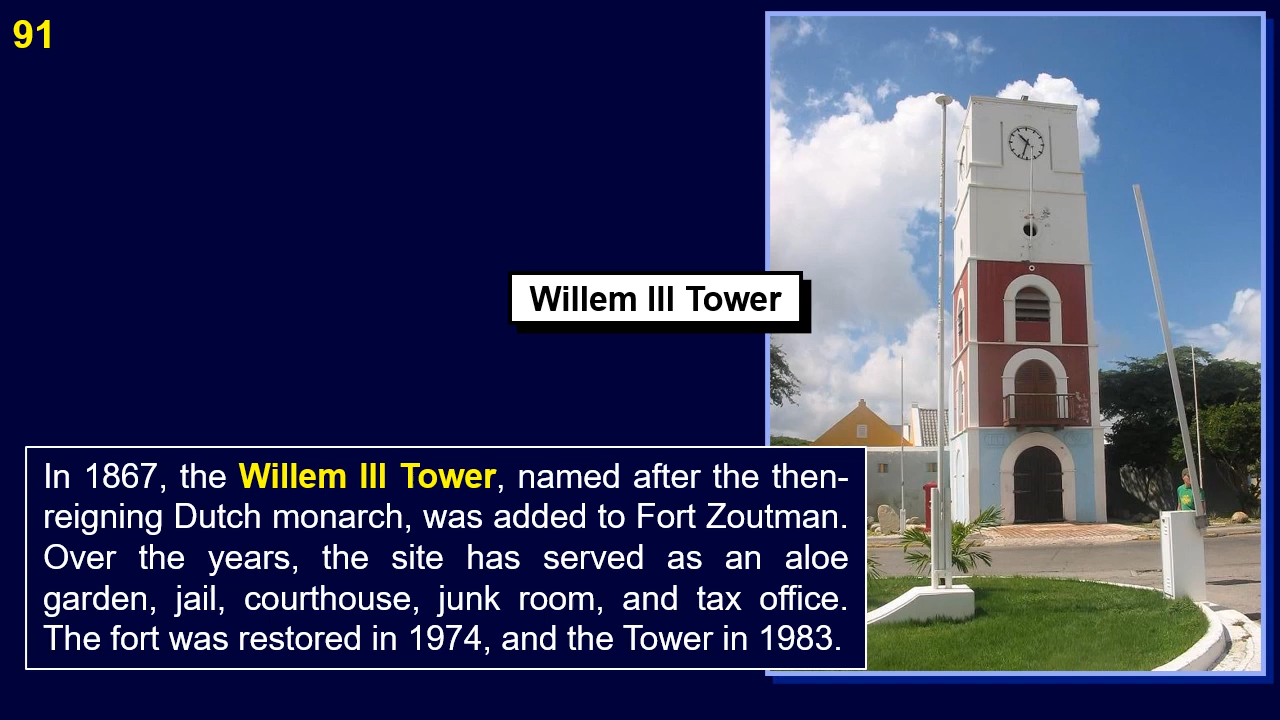 91
Willem III Tower
In 1867, the Willem III Tower, named after the then-
reigning Dutch monarch, was added to Fort Zoutman.
Over the years, the site has served as an aloe
garden, jail, courthouse, junk room, and tax office.
The fort was restored in 1974, and the Tower in 1983.